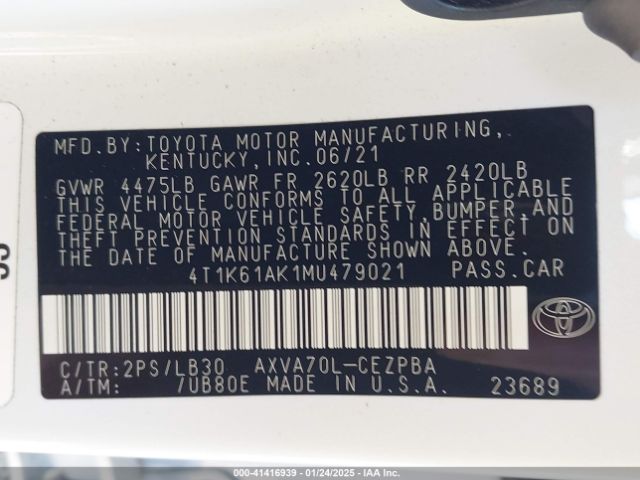 MFD.BY: TOYOTA MOTOR MANUFACTURING,
KENTUCKY, INC. 06/21
GVWR 4475LB GAWR FR 2620LB RR 2420LB
THIS VEHICLE CONFORMS TO ALL APPLICABLE
FEDERAL MOTOR VEHICLE SAFETY, BUMPER, AND
THEFT PREVENTION STANDARDS IN EFFECT ON
THE DATE OF MANUFACTURE SHOWN ABOVE.
4T1K61AK1MU479021 PASS.CAR
C/TR:2PS/LB30 AXVA70L-CEZPBA
A/TM: /UB80E MADE IN U.S.A. 23689
000-41416939 - 01/24/2025 - IAA Inc.